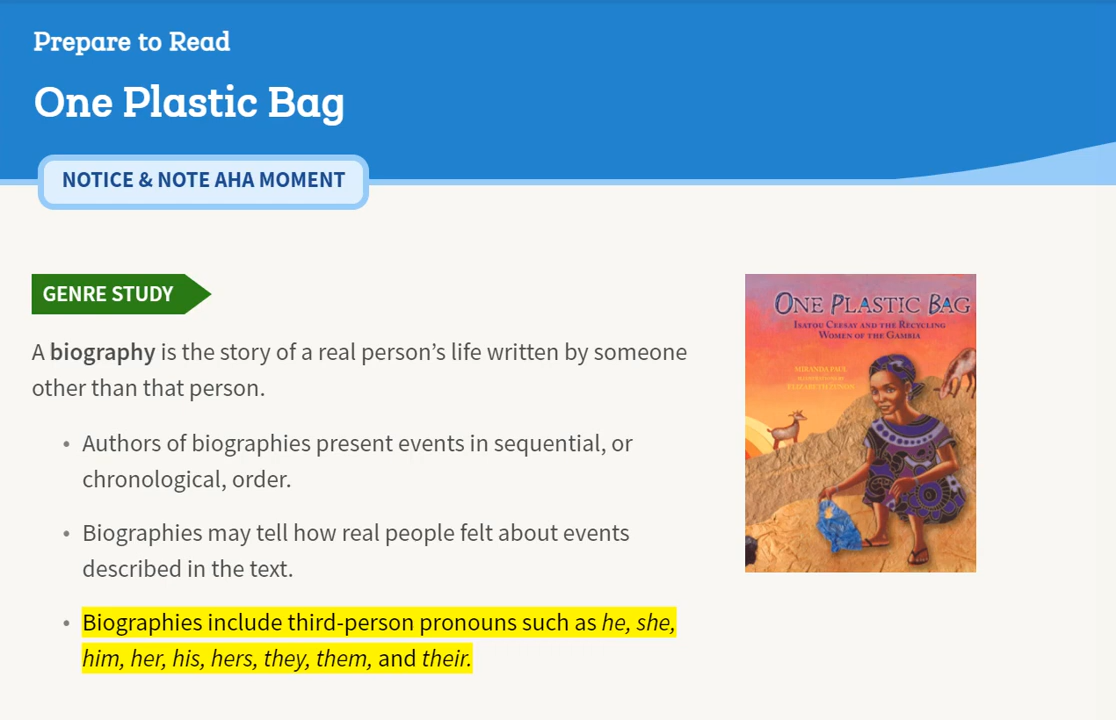 Prepare to Read
One Plastic Bag
NOTICE & NOTE AHA MOMENT
GENRE STUDY
A biography is the story of a real person’s life written by someone
other than that person.
• Authors of biographies present events in sequential, or
chronological, order.
• Biographies may tell how real people felt about events
described in the text.
• Biographies include third-person pronouns such as he, she,
him, her, his, hers, they, them, and their.
ONE PLASTIC BAG
ISATOU CEESAY AND THE RECYCLING
WOMEN OF THE GAMBIA
MIRANDA PAUL
ELIZABETH ZUNON